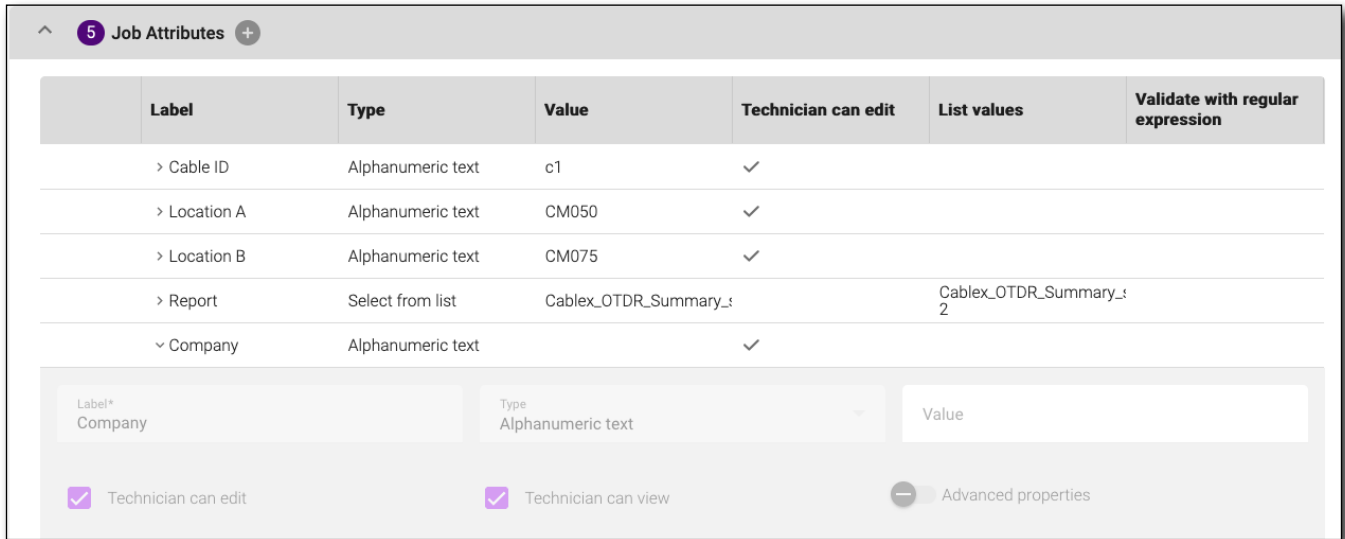 5 Job Attributes
Label Type Value Technician can edit List values Validate with regular
expression
Cable ID Alphanumeric text c1
Location A Alphanumeric text CM050
Location B Alphanumeric text CM075
Report Select from list Cablex_OTDR_Summary_s Cablex_OTDR_Summary_s
2
Company Alphanumeric text
Label* Type
Company Alphanumeric text Value
Technician can edit Technician can view Advanced properties